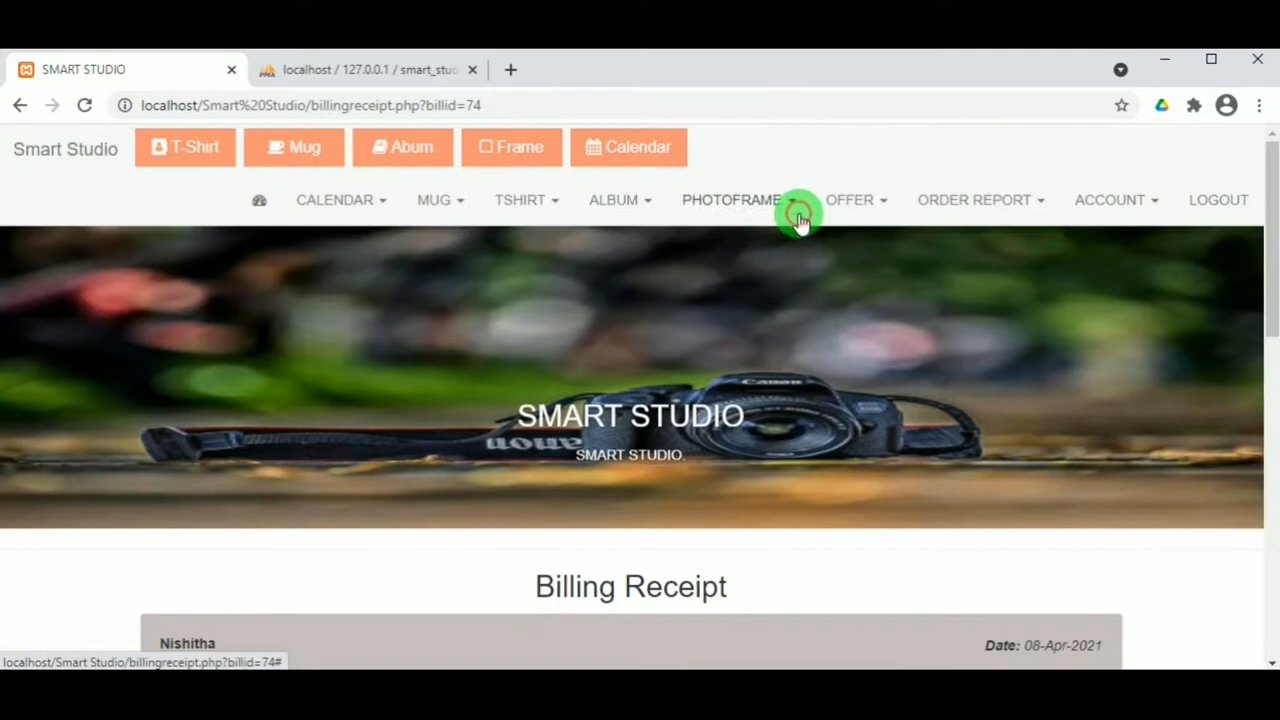 SMART STUDIO
localhost / 127.0.0.1 / smart_stu
localhost/Smart%20Studio/billingreceipt.php?billid=74
Smart Studio T-Shirt Mug Abum Frame Calendar
CALENDAR MUG TSHIRT ALBUM PHOTOFRAME OFFER ORDER REPORT ACCOUNT LOGOUT
Canon
SMART STUDIO
Canon
SMART STUDIO.
Billing Receipt
Nishitha Date: 08-Apr-2021
localhost/Smart Studio/billingreceipt.php?billid=74#